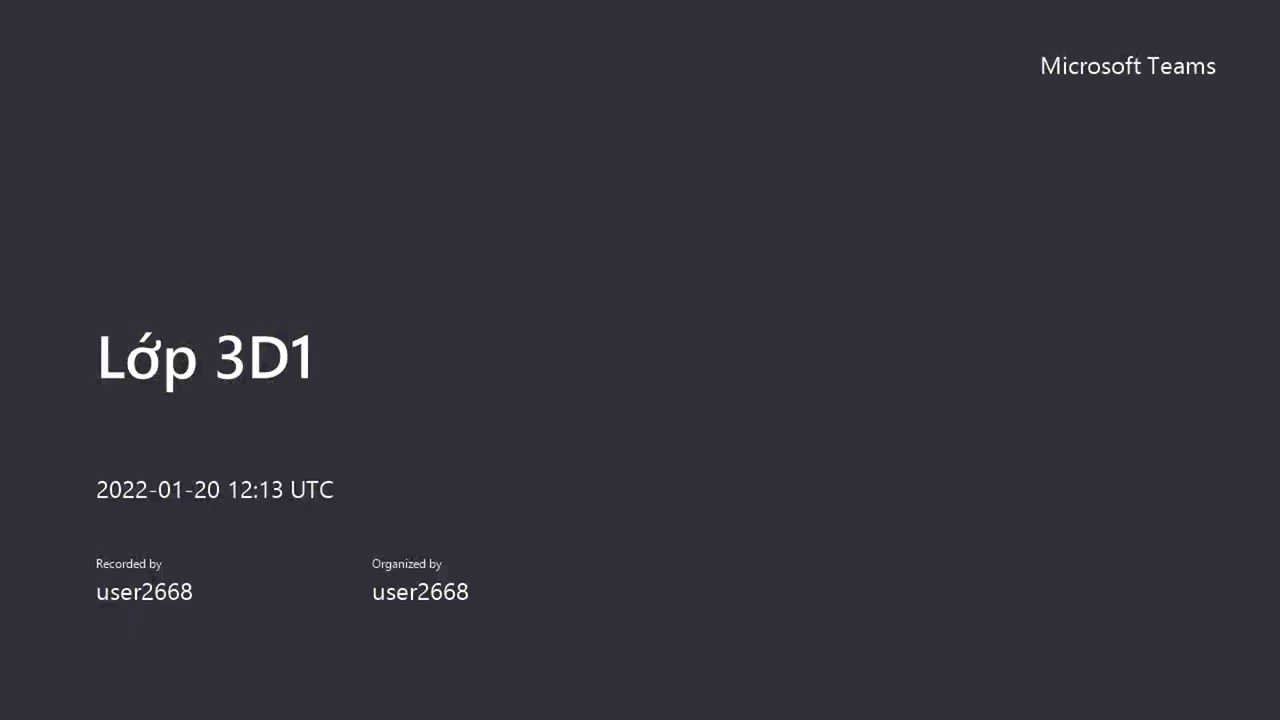 Microsoft Teams
Lớp 3D1
2022-01-20 12:13 UTC
Recorded by
user2668
Organized by
user2668